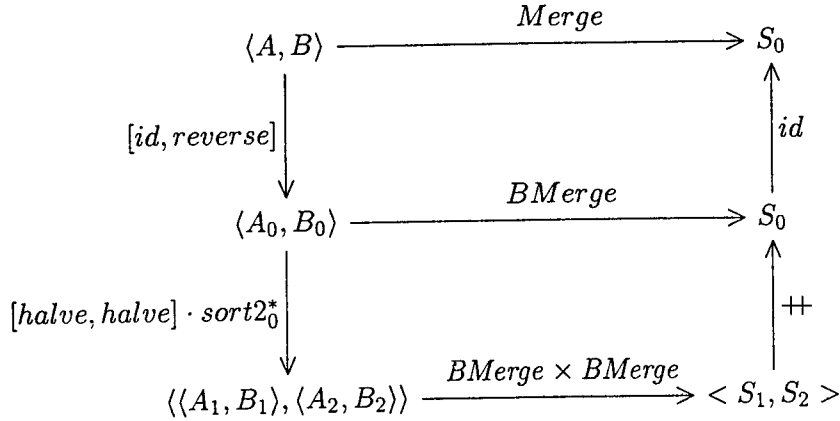 Merge
⟨A, B⟩ S₀
[id, reverse] id
BMerge
⟨A₀, B₀⟩ S₀
[halve, halve] · sort2₀* ++
BMerge × BMerge
⟨⟨A₁, B₁⟩, ⟨A₂, B₂⟩⟩ < S₁, S₂ >